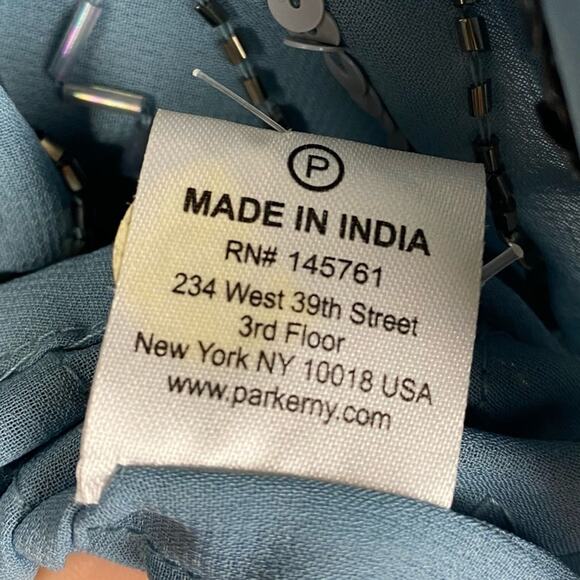 P
MADE IN INDIA
RN# 145761
234 West 39th Street
3rd Floor
New York NY 10018 USA
www.parkerny.com